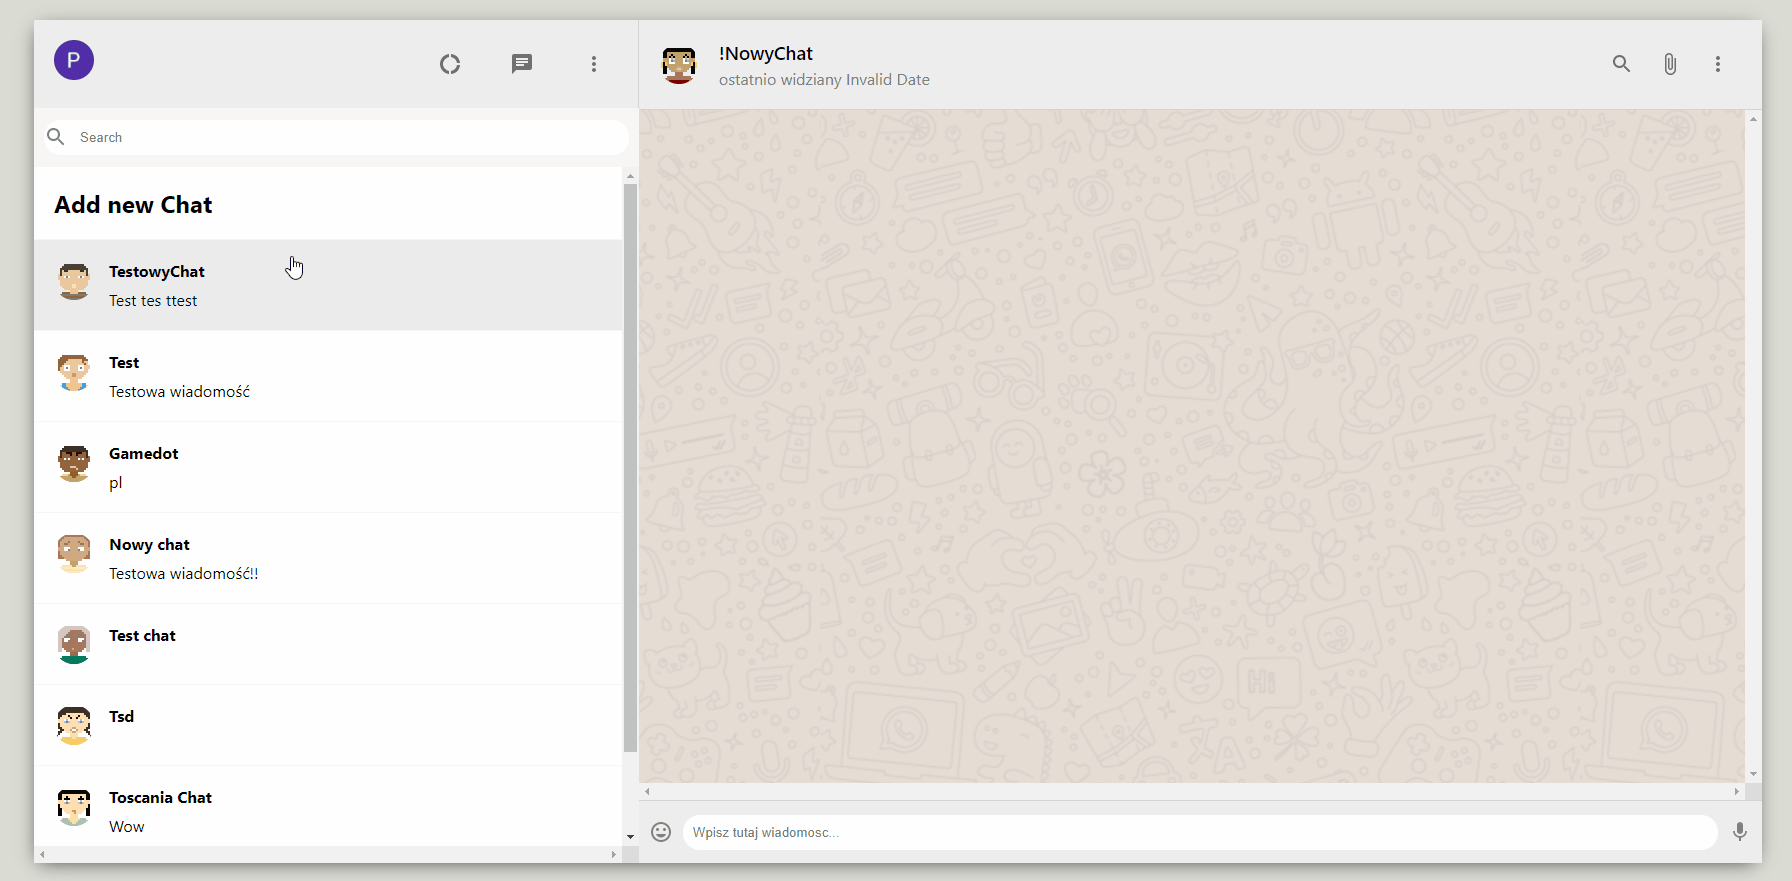 P
Search
Add new Chat
TestowyChat
Test tes ttest
Test
Testowa wiadomość
Gamedot
pl
Nowy chat
Testowa wiadomość!!
Test chat
Tsd
Toscania Chat
Wow
!NowyChat
ostatnio widziany Invalid Date
Hi
Wpisz tutaj wiadomosc...